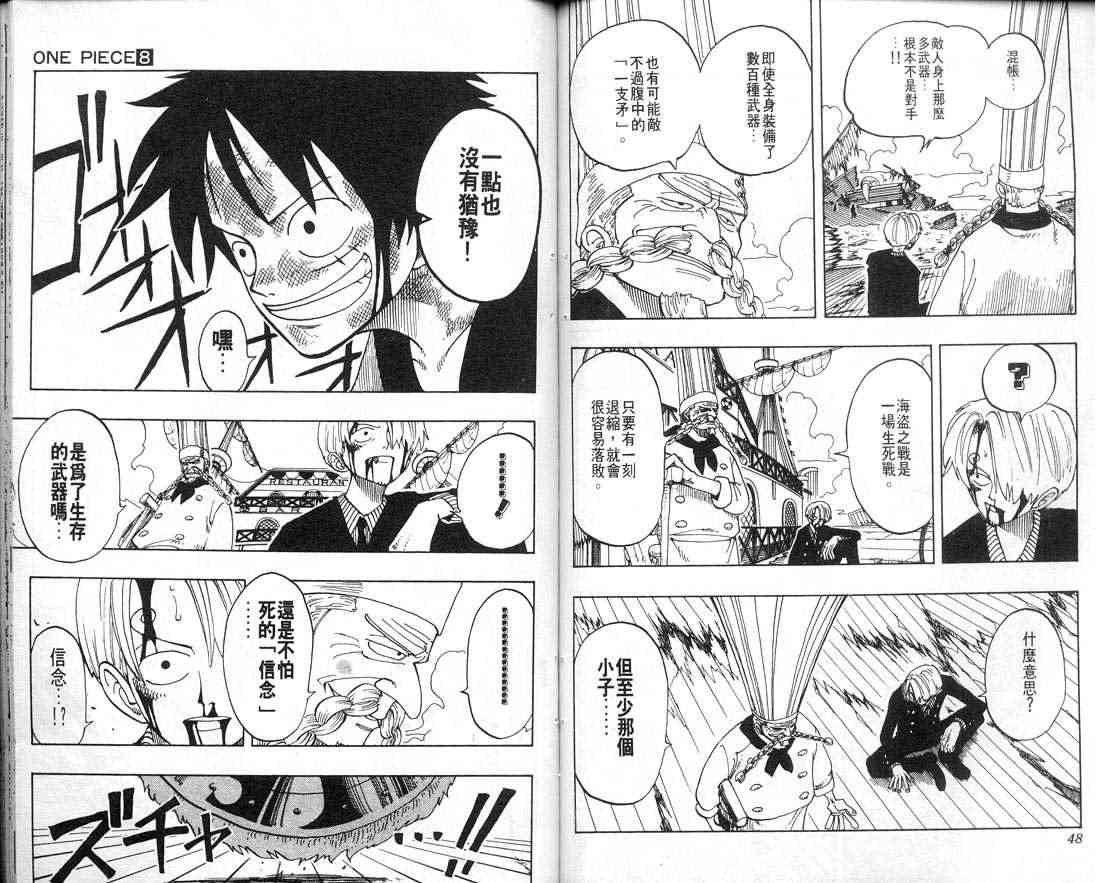 混帳…
敵人身上那麼
多武器…
根本不是對手
…!!
即使全身裝備了
數百種武器…
也有可能敵
不過腹中的
「一支矛」。
?
海盜之戰是
一場生死戰。
只要有一刻
退縮，就會
很容易落敗。
什麼意思?
但至少那個
小子……
48
ONE PIECE 8
一點也
沒有猶豫！
嘿…
…………!
是為了生存
的武器嗎…
RESTAURANT
還是不怕
死的「信念」
……
信念…!?
ズチャ
…!!